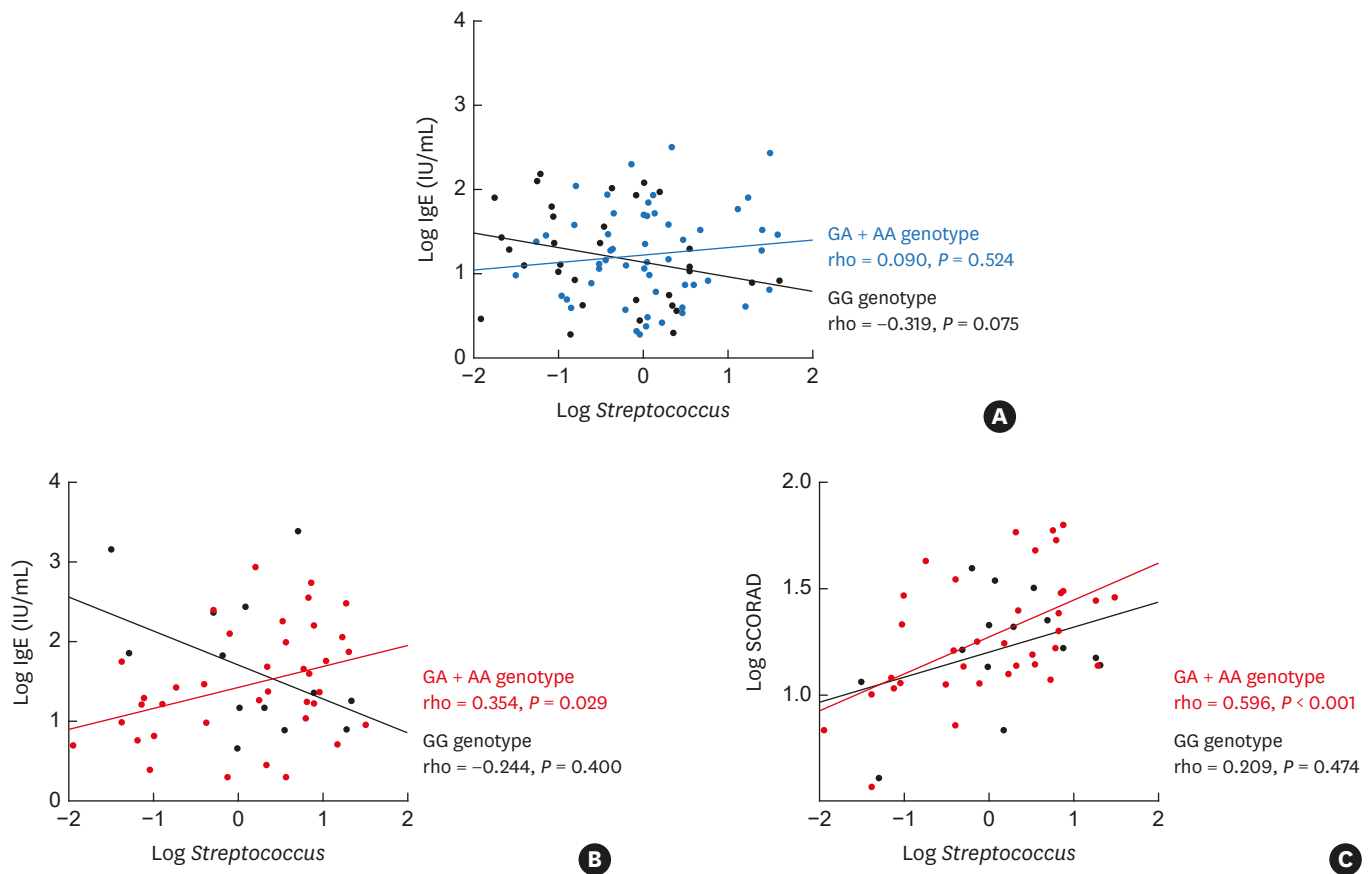 4
3
2
1
0
Log IgE (IU/mL)
−2 −1 0 1 2
Log Streptococcus
GA + AA genotype
rho = 0.090, P = 0.524
GG genotype
rho = −0.319, P = 0.075
A
4
3
2
1
0
Log IgE (IU/mL)
−2 −1 0 1 2
Log Streptococcus
GA + AA genotype
rho = 0.354, P = 0.029
GG genotype
rho = −0.244, P = 0.400
B
2.0
1.5
1.0
Log SCORAD
−2 −1 0 1 2
Log Streptococcus
GA + AA genotype
rho = 0.596, P < 0.001
GG genotype
rho = 0.209, P = 0.474
C